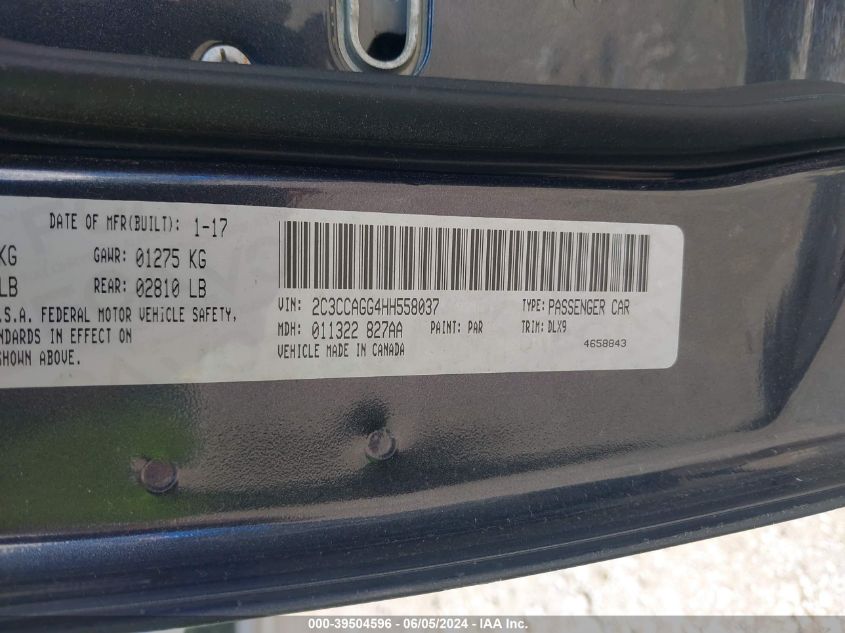 DATE OF MFR(BUILT): 1-17
KG GAWR: 01275 KG
LB REAR: 02810 LB
.S.A. FEDERAL MOTOR VEHICLE SAFETY,
NDARDS IN EFFECT ON
SHOWN ABOVE.
VIN: 2C3CCAGG4HH558037 TYPE: PASSENGER CAR
MDH: 011322 827AA PAINT: PAR TRIM: DLX9
VEHICLE MADE IN CANADA 4658843
000-39504596 - 06/05/2024 - IAA Inc.